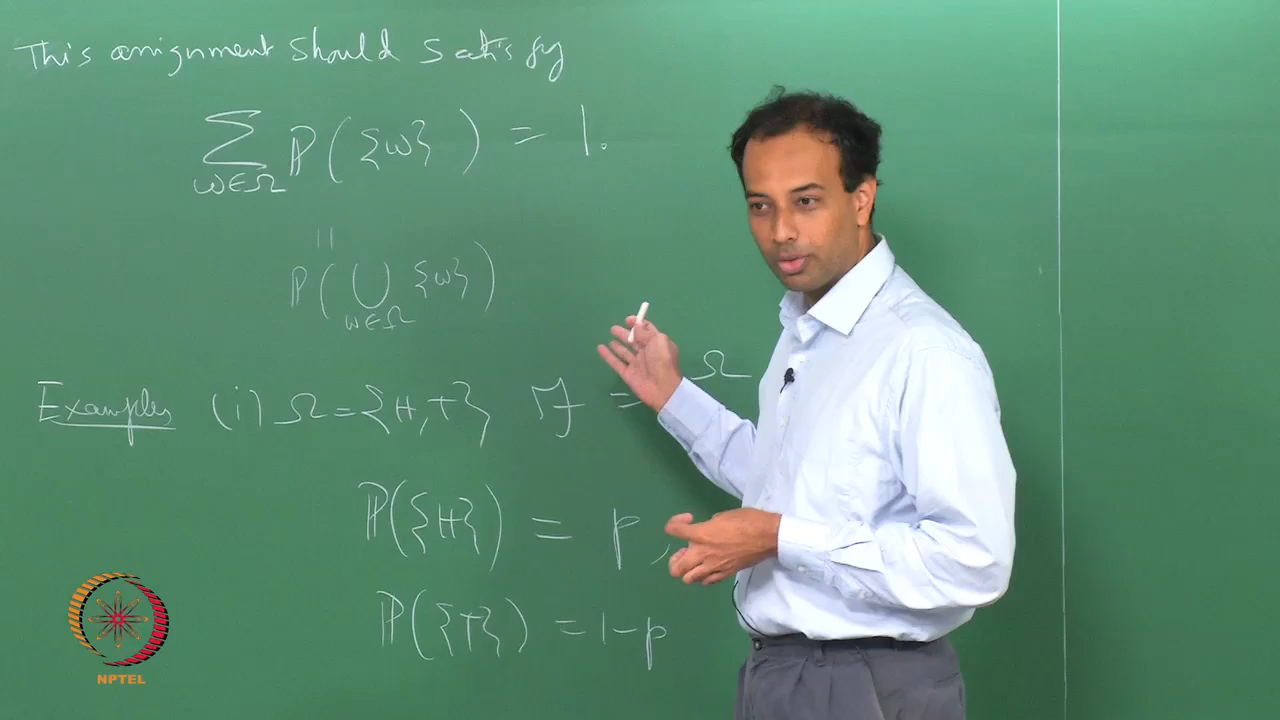 This assignment should satisfy
∑_{ω∈Ω} ℙ({ω}) = 1.
||
ℙ(⋃_{ω∈Ω} {ω})
Examples (i) Ω = {H, T} ℱ = Ω
ℙ({H}) = p,
ℙ({T}) = 1-p
NPTEL